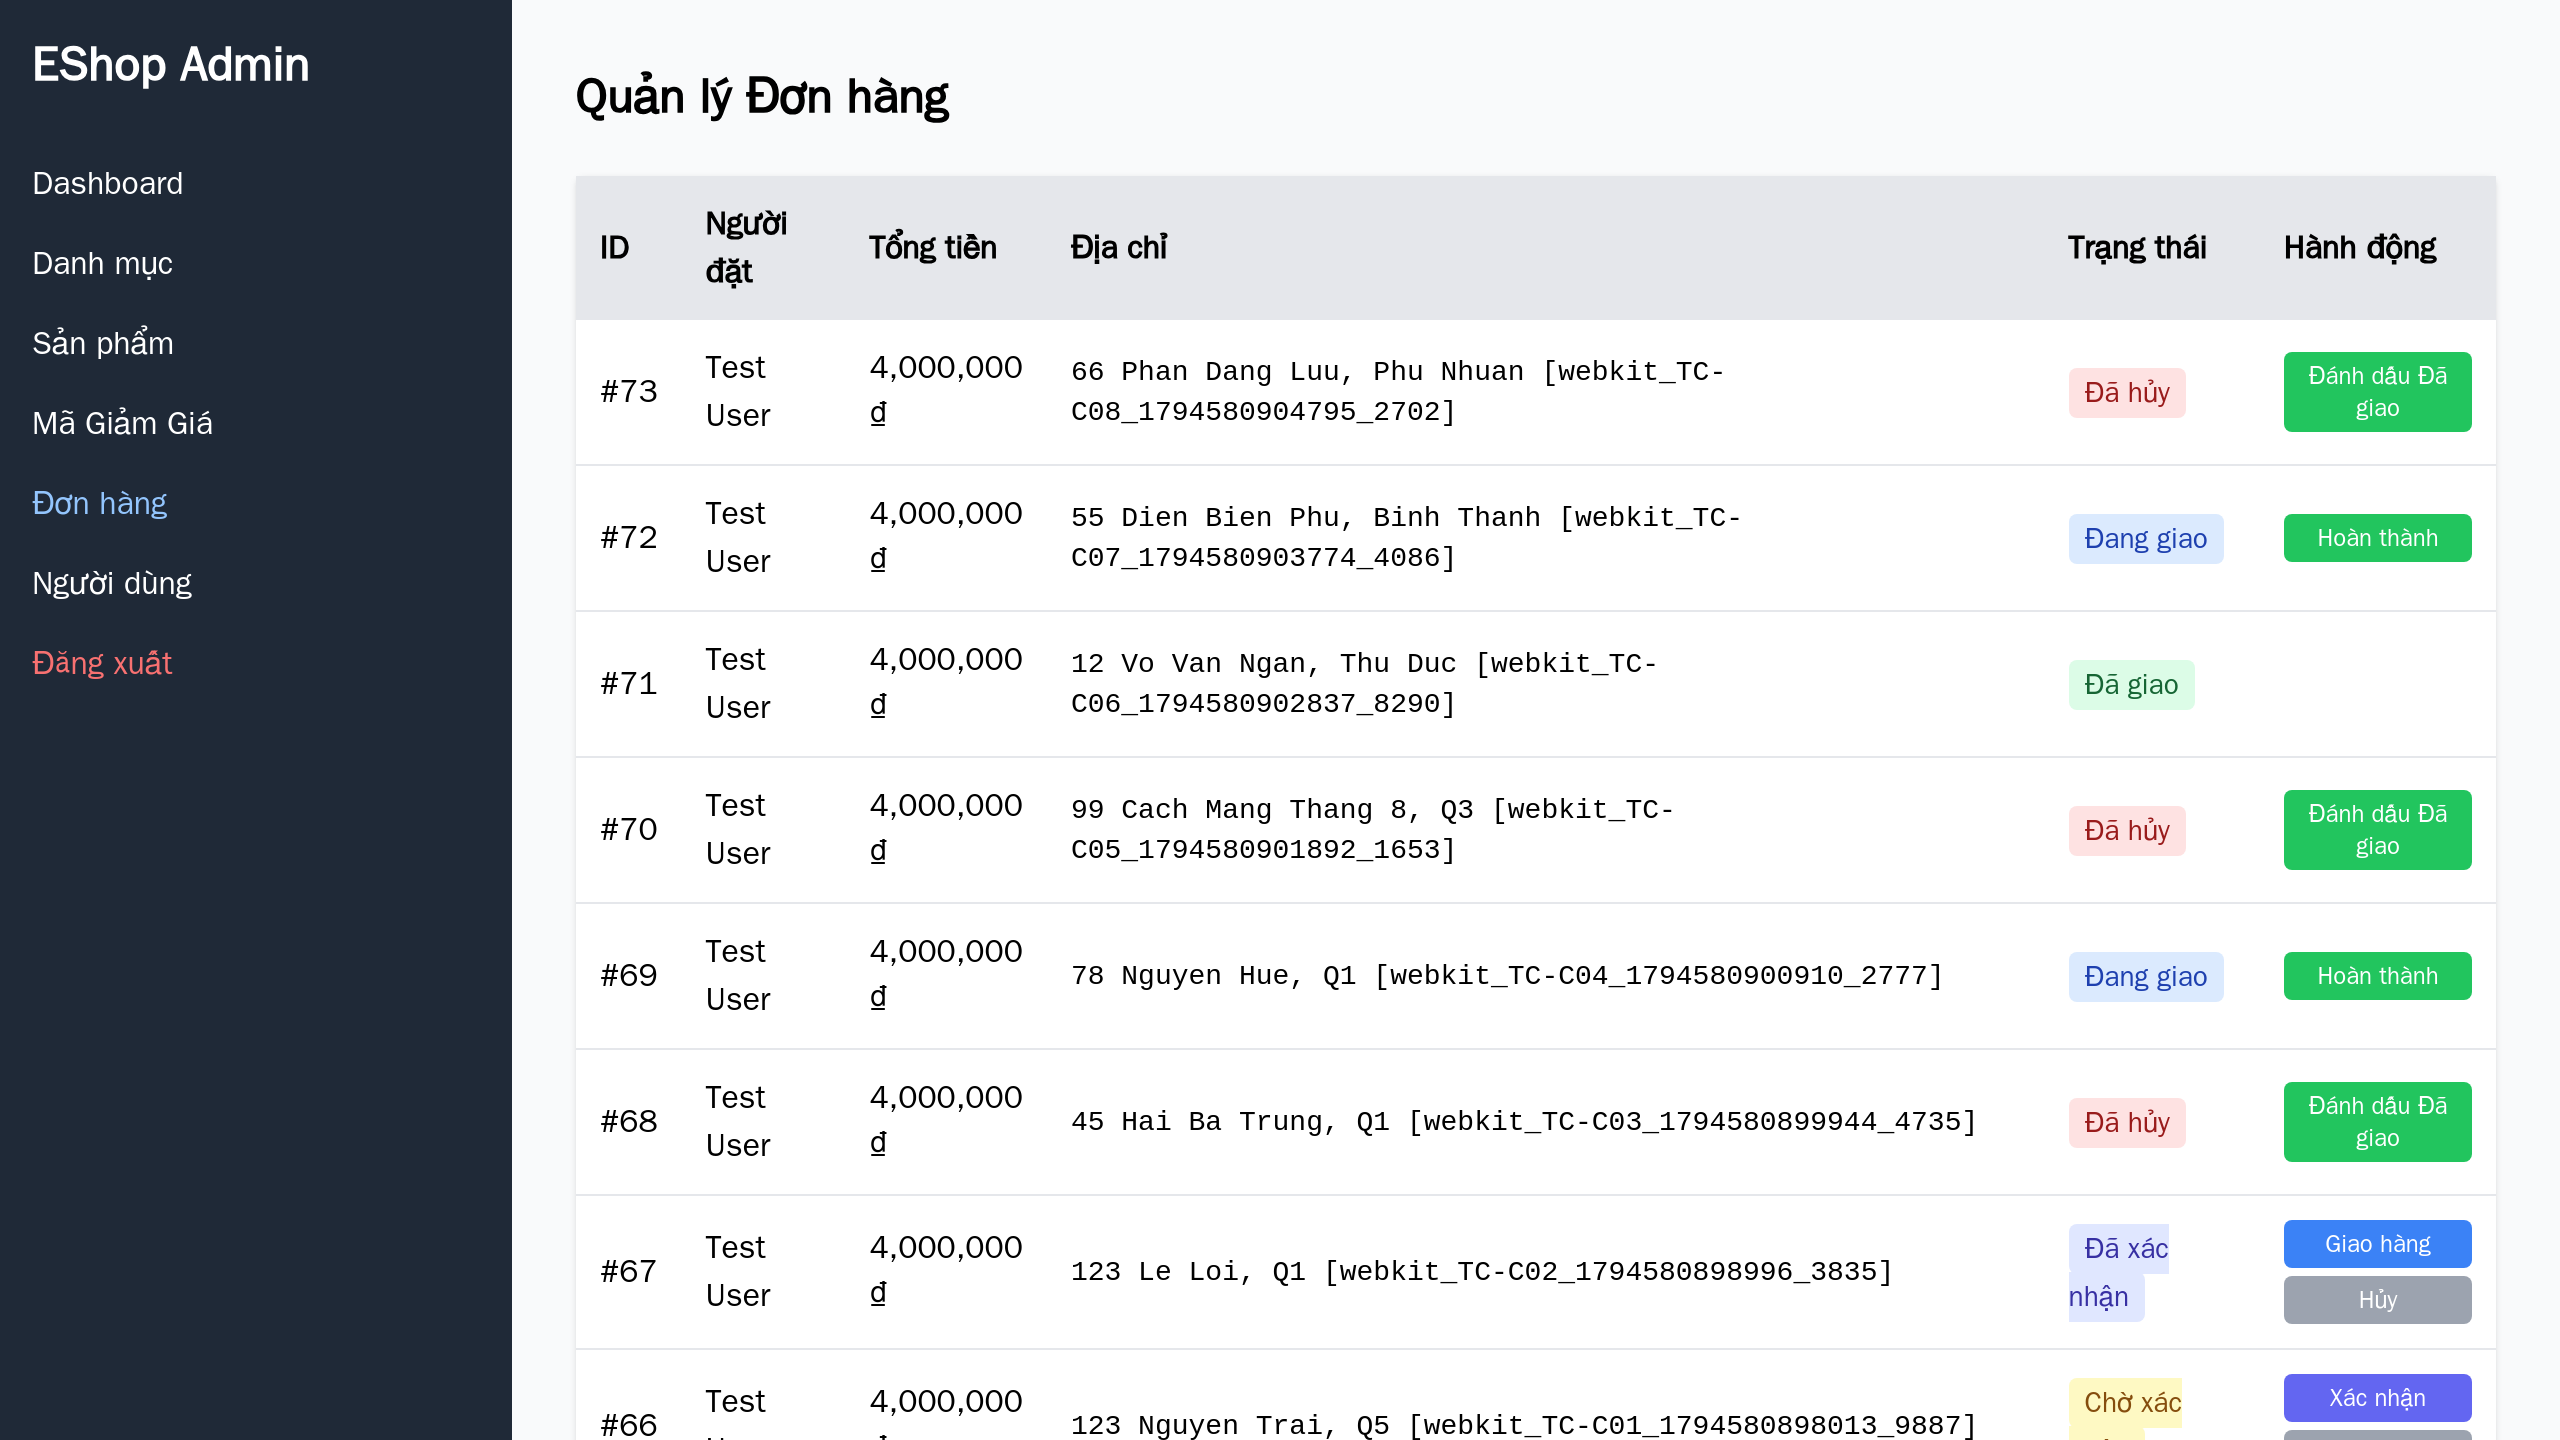 EShop Admin
Dashboard
Danh mục
Sản phẩm
Mã Giảm Giá
Đơn hàng
Người dùng
Đăng xuất
Quản lý Đơn hàng
ID
Người
đặt
Tổng tiền
Địa chỉ
Trạng thái
Hành động
#73
Test
User
4,000,000
₫
66 Phan Dang Luu, Phu Nhuan [webkit_TC-
C08_1794580904795_2702]
Đã hủy
Đánh dấu Đã
giao
#72
Test
User
4,000,000
₫
55 Dien Bien Phu, Binh Thanh [webkit_TC-
C07_1794580903774_4086]
Đang giao
Hoàn thành
#71
Test
User
4,000,000
₫
12 Vo Van Ngan, Thu Duc [webkit_TC-
C06_1794580902837_8290]
Đã giao
#70
Test
User
4,000,000
₫
99 Cach Mang Thang 8, Q3 [webkit_TC-
C05_1794580901892_1653]
Đã hủy
Đánh dấu Đã
giao
#69
Test
User
4,000,000
₫
78 Nguyen Hue, Q1 [webkit_TC-C04_1794580900910_2777]
Đang giao
Hoàn thành
#68
Test
User
4,000,000
₫
45 Hai Ba Trung, Q1 [webkit_TC-C03_1794580899944_4735]
Đã hủy
Đánh dấu Đã
giao
#67
Test
User
4,000,000
₫
123 Le Loi, Q1 [webkit_TC-C02_1794580898996_3835]
Đã xác
nhận
Giao hàng
Hủy
#66
Test
4,000,000
123 Nguyen Trai, Q5 [webkit_TC-C01_1794580898013_9887]
Chờ xác
Xác nhận